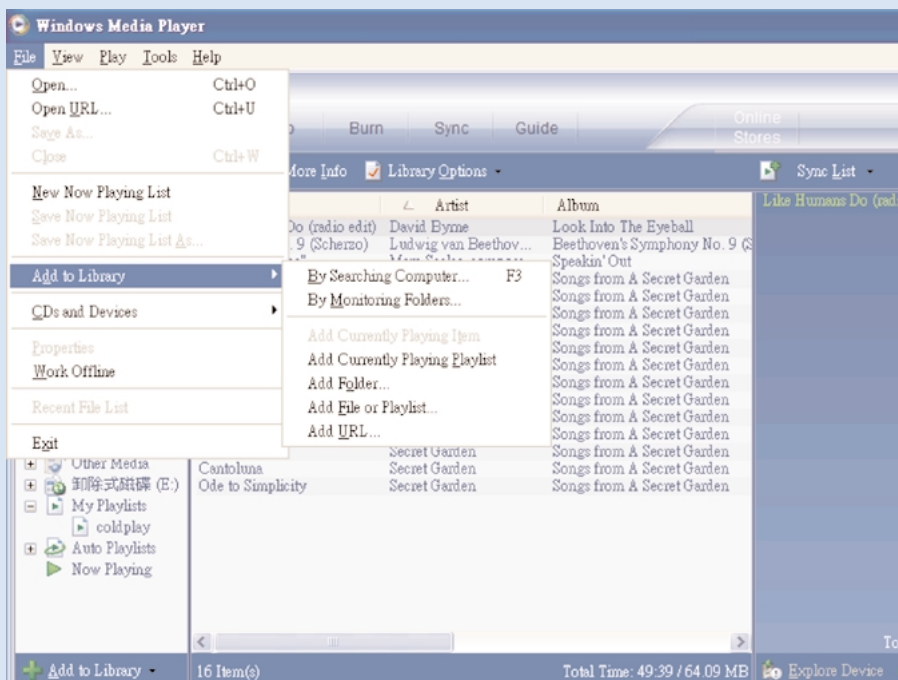 Windows Media Player
File View Play Tools Help
Open... Ctrl+O
Open URL... Ctrl+U
Save As...
Close Ctrl+W
New Now Playing List
Save Now Playing List
Save Now Playing List As...
Add to Library
CDs and Devices
Properties
Work Offline
Recent File List
Exit
By Searching Computer... F3
By Monitoring Folders...
Add Currently Playing Item
Add Currently Playing Playlist
Add Folder...
Add File or Playlist...
Add URL...
Burn Sync Guide
Online
Stores
More Info Library Options Sync List
Artist Album
Do (radio edit) David Byrne Look Into The Eyeball
. 9 (Scherzo) Ludwig van Beethov... Beethoven's Symphony No. 9 (S
Speakin' Out
Songs from A Secret Garden
Songs from A Secret Garden
Songs from A Secret Garden
Songs from A Secret Garden
Songs from A Secret Garden
Songs from A Secret Garden
Songs from A Secret Garden
Songs from A Secret Garden
Songs from A Secret Garden
Songs from A Secret Garden
Secret Garden Songs from A Secret Garden
Cantoluna Secret Garden Songs from A Secret Garden
Ode to Simplicity Secret Garden Songs from A Secret Garden
Like Humans Do (radi
Other Media
卸除式磁碟 (E:)
My Playlists
coldplay
Auto Playlists
Now Playing
Add to Library
16 Item(s) Total Time: 49:39 / 64.09 MB
To
Explore Device